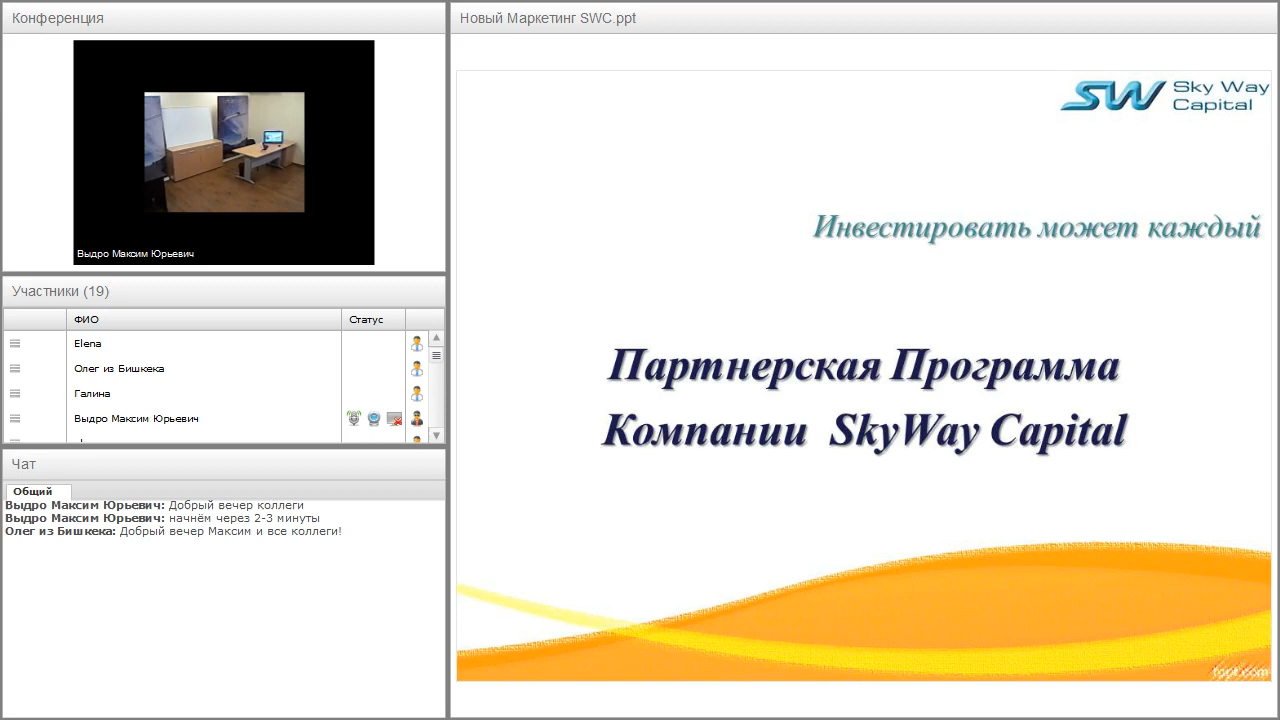 Конференция
Выдро Максим Юрьевич
Участники (19)
ФИО
Статус
Elena
Олег из Бишкека
Галина
Выдро Максим Юрьевич
Чат
Общий
Выдро Максим Юрьевич: Добрый вечер коллеги
Выдро Максим Юрьевич: начнём через 2-3 минуты
Олег из Бишкека: Добрый вечер Максим и все коллеги!
Новый Маркетинг SWC.ppt
SW Sky Way
Capital
Инвестировать может каждый
Партнерская Программа
Компании SkyWay Capital